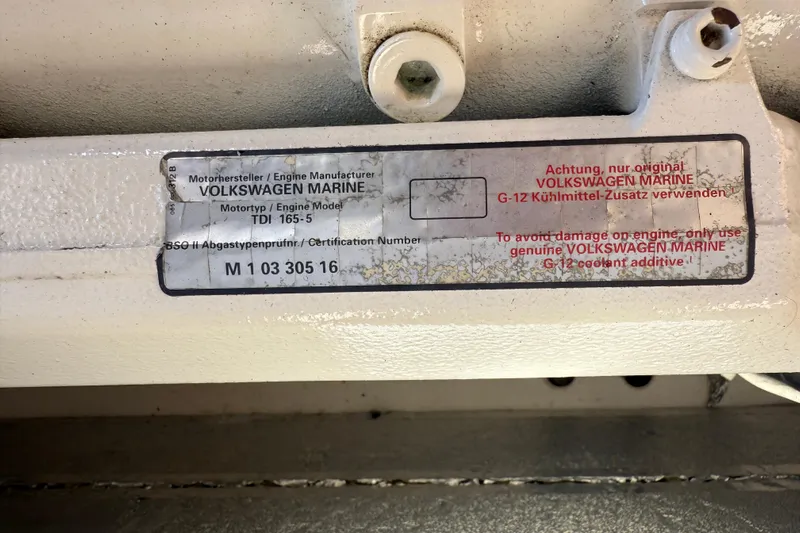 Motorhersteller / Engine Manufacturer
VOLKSWAGEN MARINE
Motortyp / Engine Model
TDI 165-5
BSO II Abgastypenprüfnr./ Certification Number
M 1 03 305 16
Achtung, nur original
VOLKSWAGEN MARINE
G-12 Kühlmittel-Zusatz verwenden !
To avoid damage on engine, only use
genuine VOLKSWAGEN MARINE
G-12 coolant additive !